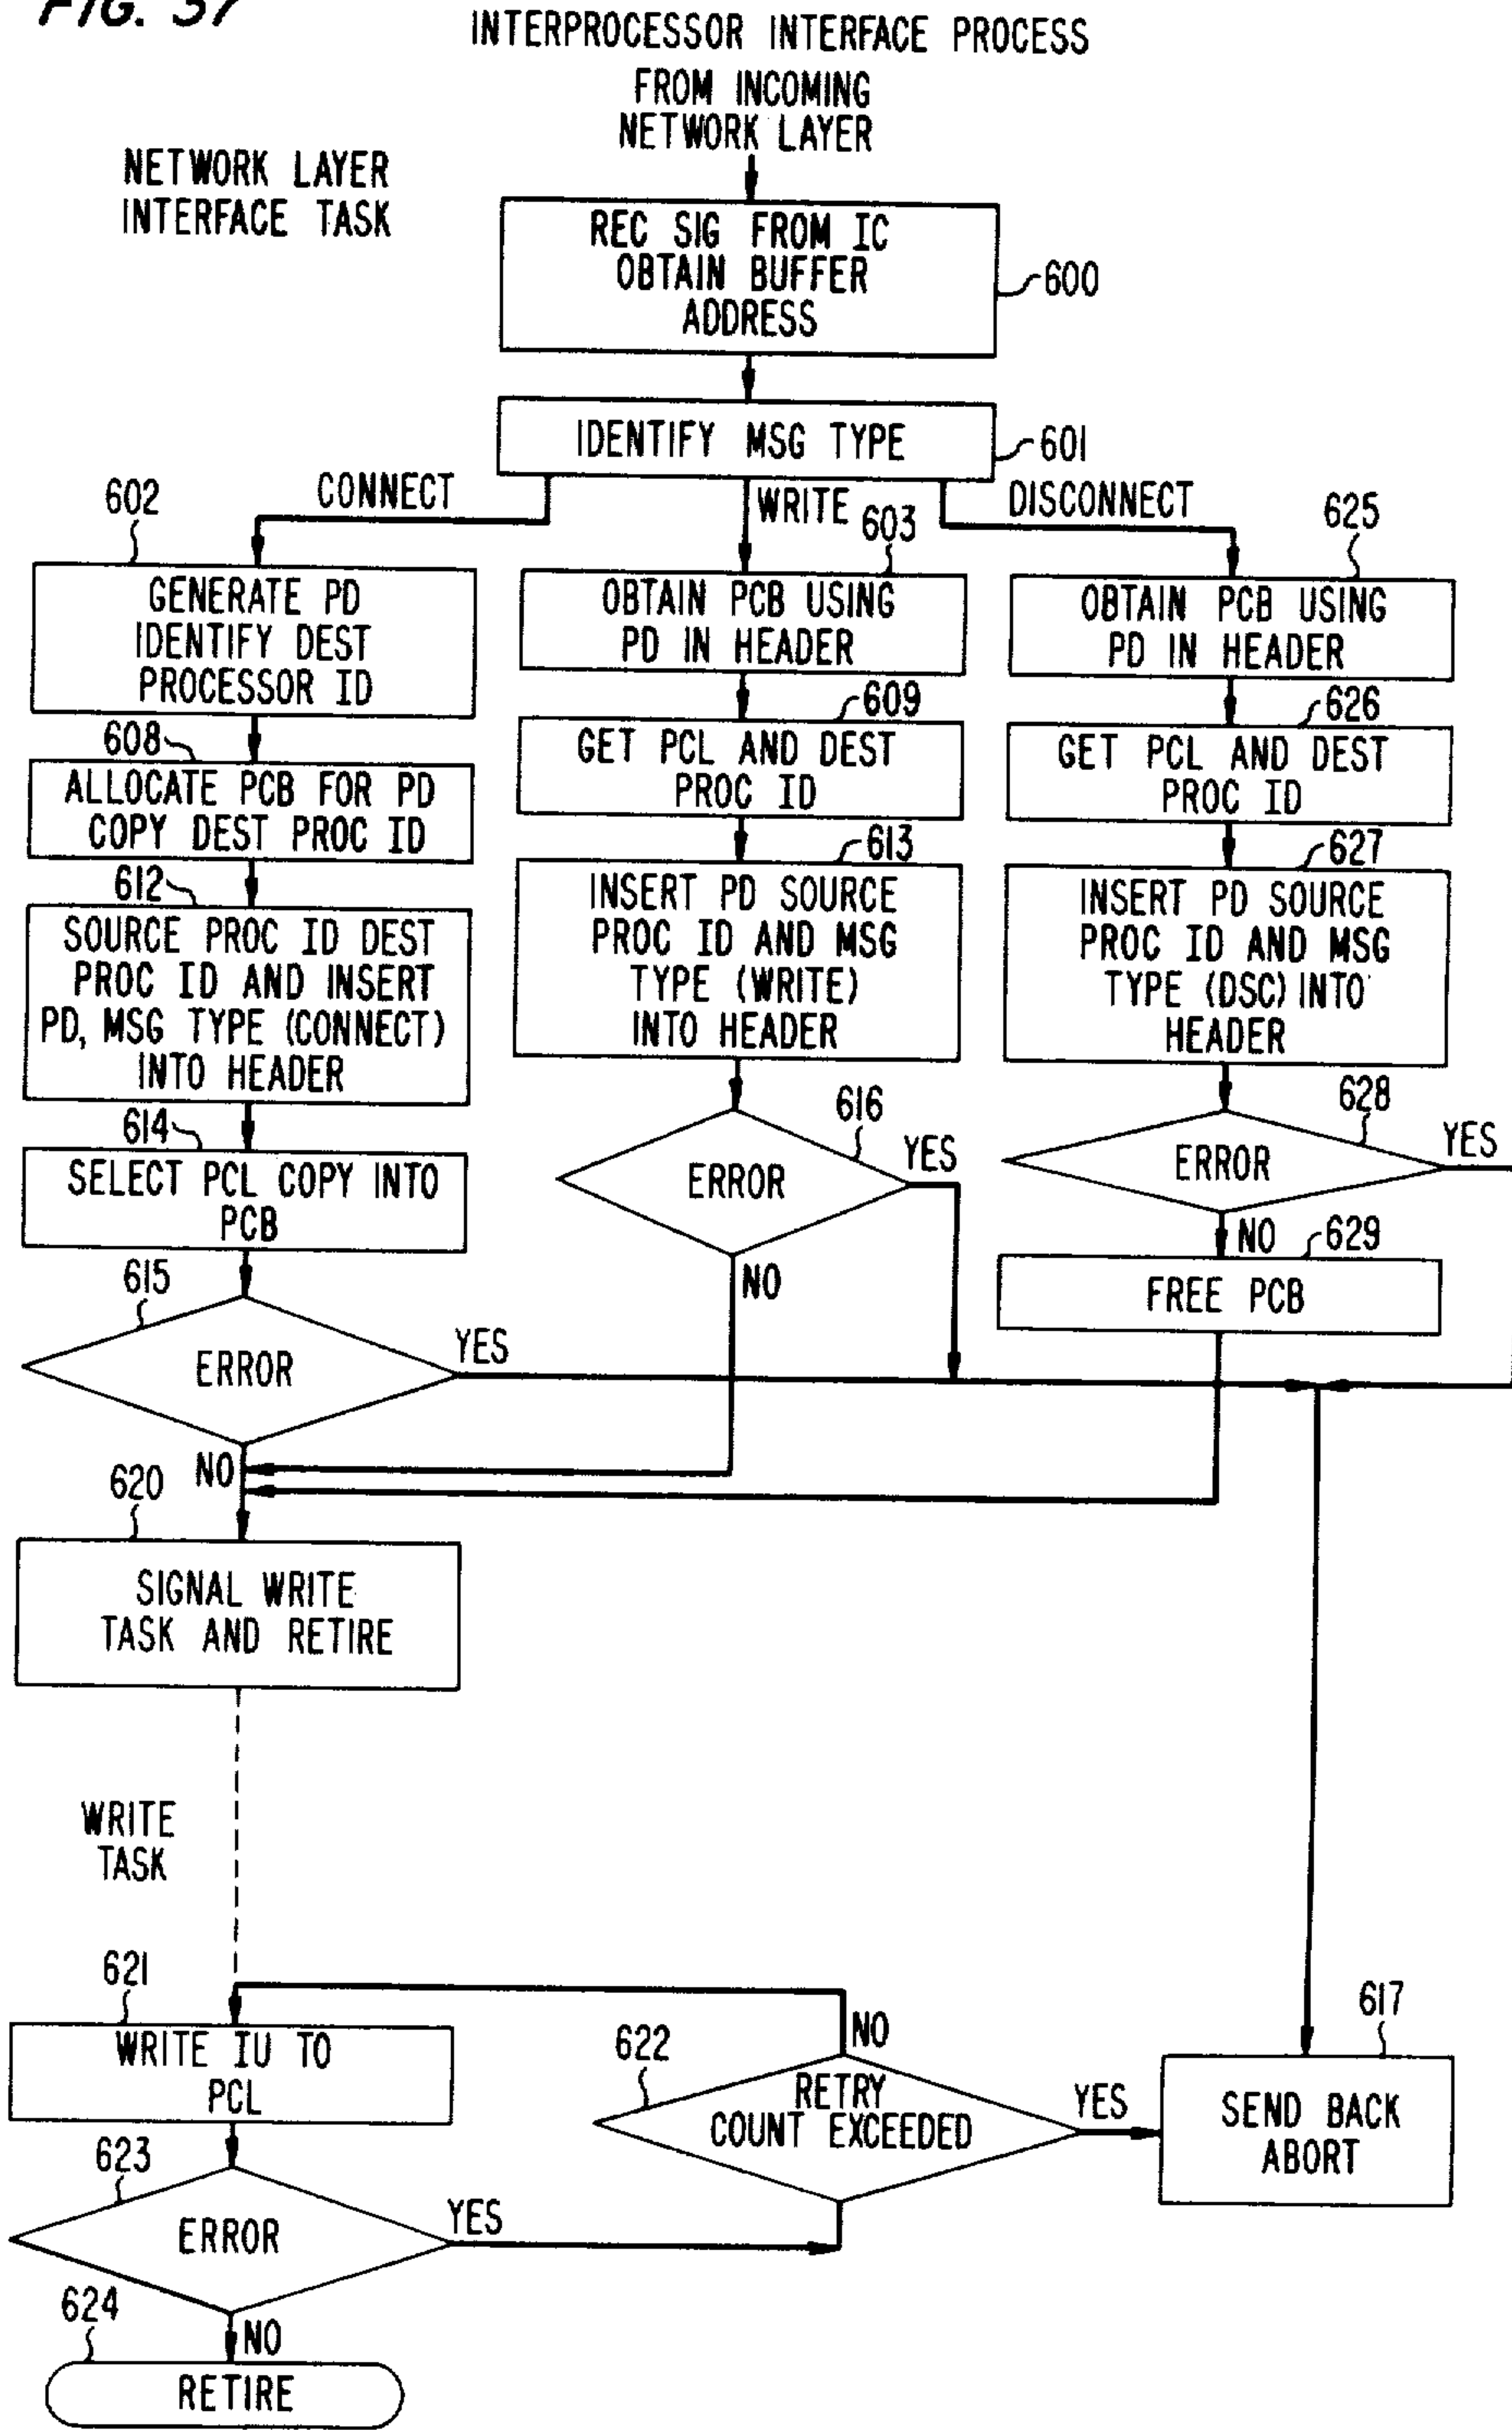 FIG. 37
INTERPROCESSOR INTERFACE PROCESS
FROM INCOMING
NETWORK LAYER
NETWORK LAYER
INTERFACE TASK
REC SIG FROM IC
OBTAIN BUFFER
ADDRESS
600
IDENTIFY MSG TYPE
601
CONNECT
WRITE
DISCONNECT
602
GENERATE PD
IDENTIFY DEST
PROCESSOR ID
603
OBTAIN PCB USING
PD IN HEADER
625
OBTAIN PCB USING
PD IN HEADER
608
ALLOCATE PCB FOR PD
COPY DEST PROC ID
609
GET PCL AND DEST
PROC ID
626
GET PCL AND DEST
PROC ID
612
SOURCE PROC ID DEST
PROC ID AND INSERT
PD, MSG TYPE (CONNECT)
INTO HEADER
613
INSERT PD SOURCE
PROC ID AND MSG
TYPE (WRITE)
INTO HEADER
627
INSERT PD SOURCE
PROC ID AND MSG
TYPE (DSC) INTO
HEADER
614
SELECT PCL COPY INTO
PCB
616
ERROR
YES
NO
628
ERROR
YES
NO
629
FREE PCB
615
ERROR
YES
NO
620
SIGNAL WRITE
TASK AND RETIRE
WRITE
TASK
621
WRITE IU TO
PCL
622
RETRY
COUNT EXCEEDED
NO
YES
617
SEND BACK
ABORT
623
ERROR
YES
NO
624
RETIRE